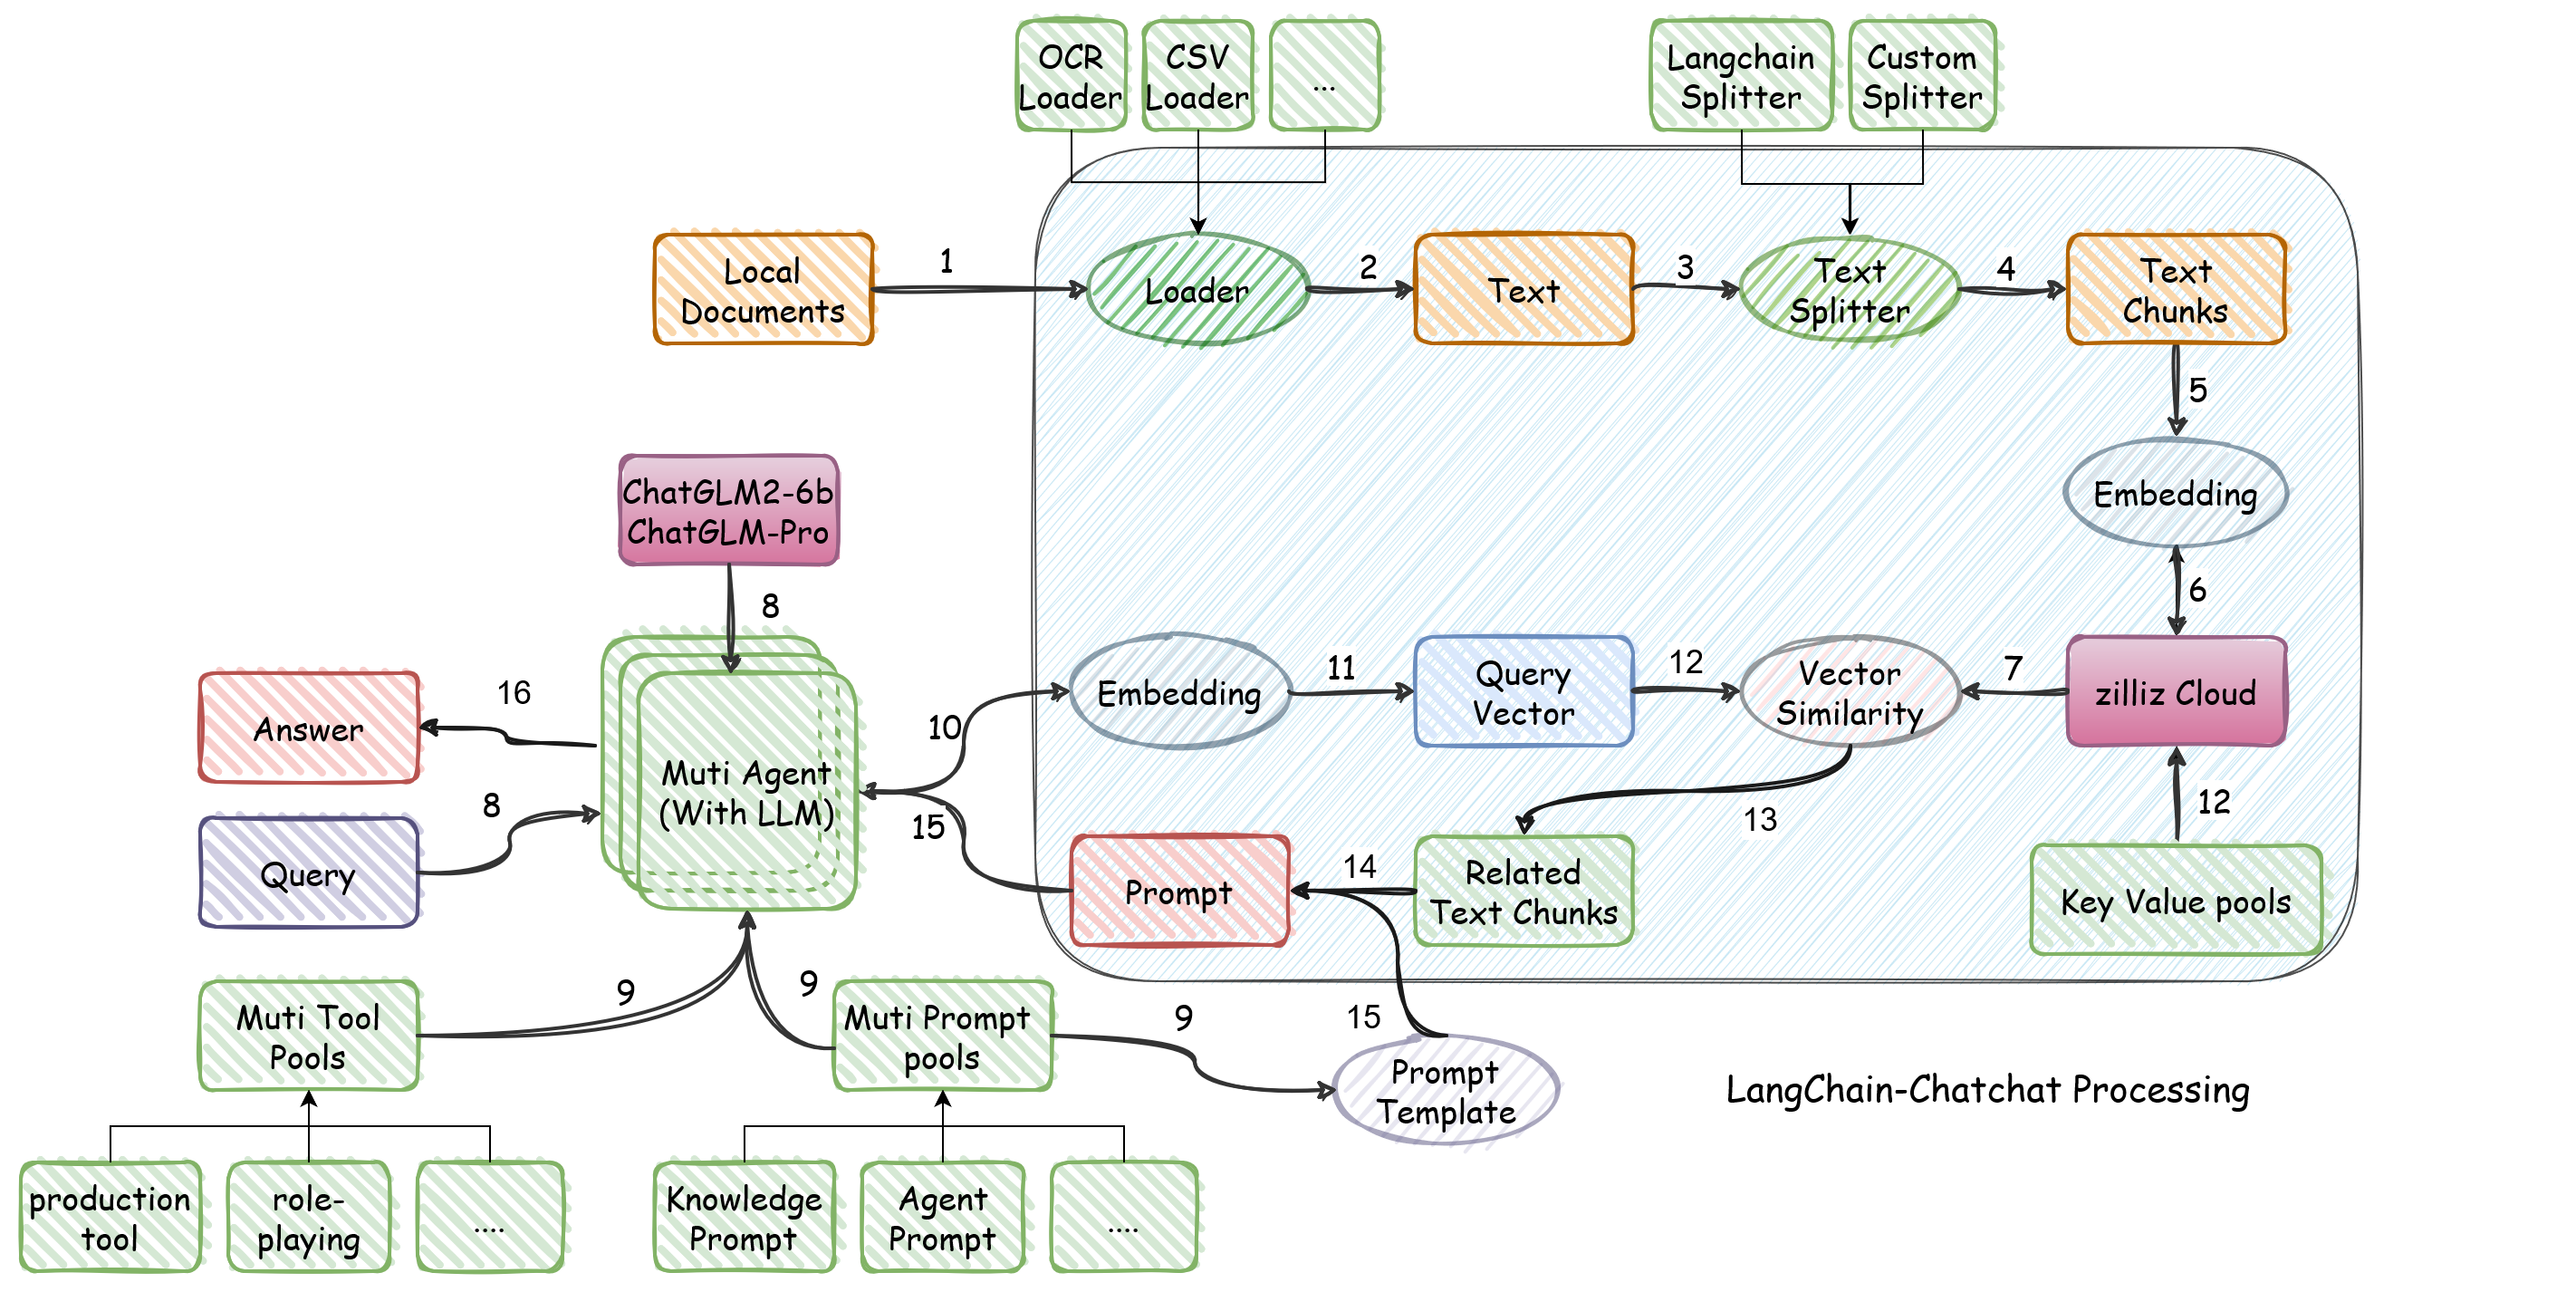 OCR
Loader
CSV
Loader
...
Langchain
Splitter
Custom
Splitter
Local
Documents
1
Loader
2
Text
3
Text
Splitter
4
Text
Chunks
5
Embedding
6
ChatGLM2-6b
ChatGLM-Pro
8
Answer
16
Query
8
Muti Agent
(With LLM)
10
15
Embedding
11
Query
Vector
12
Vector
Similarity
7
zilliz Cloud
12
Key Value pools
13
Related
Text Chunks
14
Prompt
15
Muti Tool
Pools
9
9
Muti Prompt
pools
9
Prompt
Template
LangChain-Chatchat Processing
production
tool
role-
playing
....
Knowledge
Prompt
Agent
Prompt
....